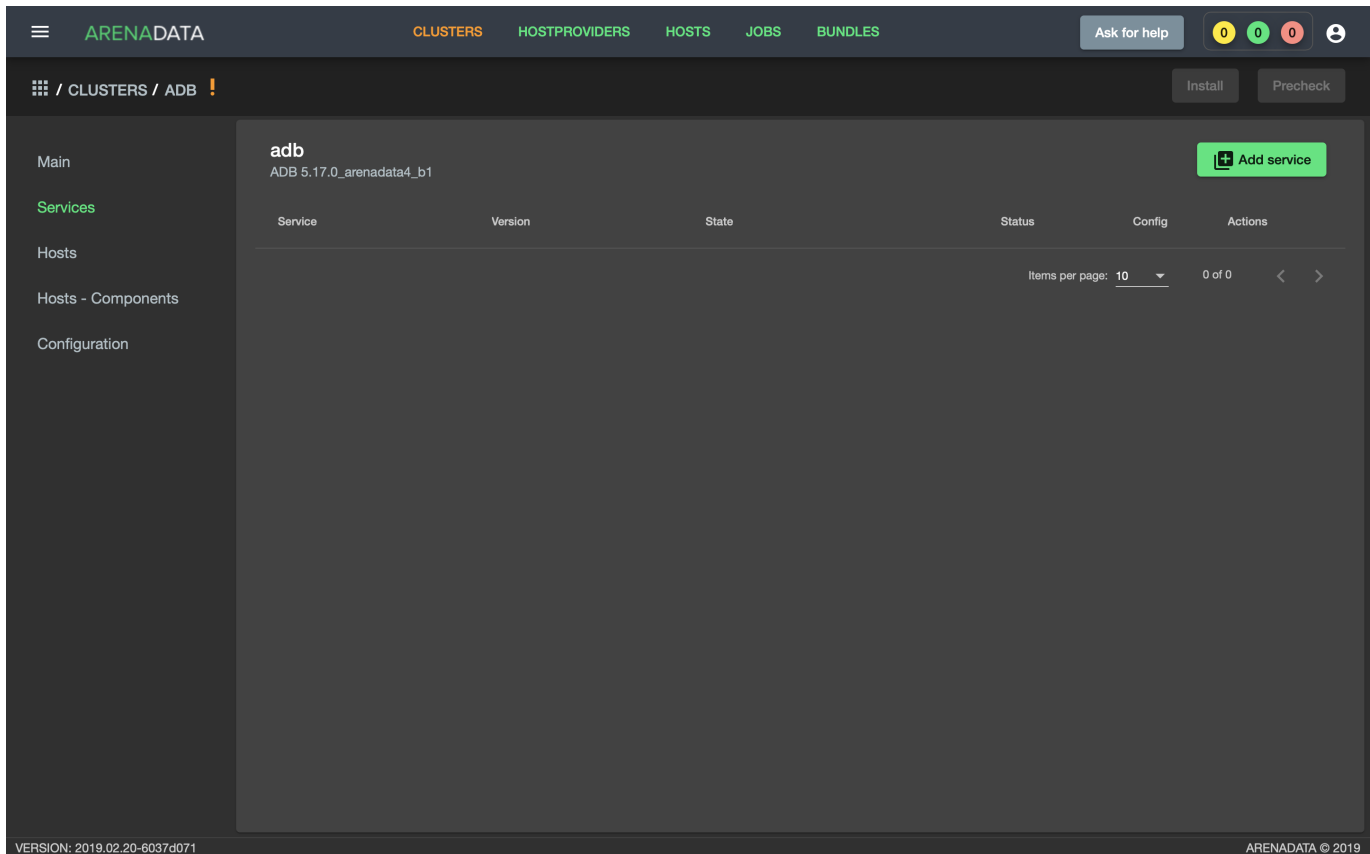 ARENADATA CLUSTERS HOSTPROVIDERS HOSTS JOBS BUNDLES Ask for help 0 0 0
/ CLUSTERS / ADB ! Install Precheck
Main
Services
Hosts
Hosts - Components
Configuration
adb
ADB 5.17.0_arenadata4_b1
Add service
Service Version State Status Config Actions
Items per page: 10 0 of 0
VERSION: 2019.02.20-6037d071 ARENADATA © 2019